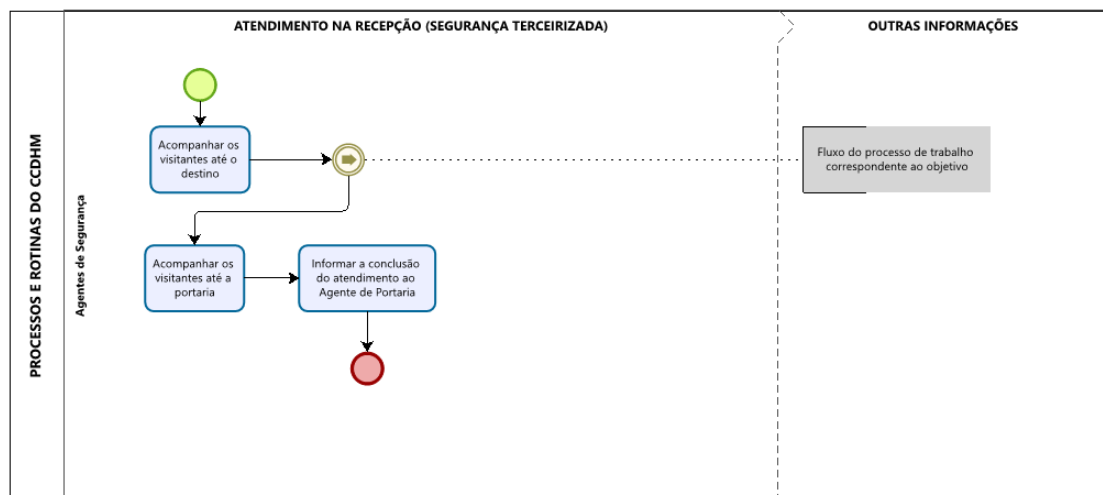 ATENDIMENTO NA RECEPÇÃO (SEGURANÇA TERCEIRIZADA)
OUTRAS INFORMAÇÕES
PROCESSOS E ROTINAS DO CCDHM
Agentes de Segurança
Acompanhar os
visitantes até o
destino
Fluxo do processo de trabalho
correspondente ao objetivo
Acompanhar os
visitantes até a
portaria
Informar a conclusão
do atendimento ao
Agente de Portaria